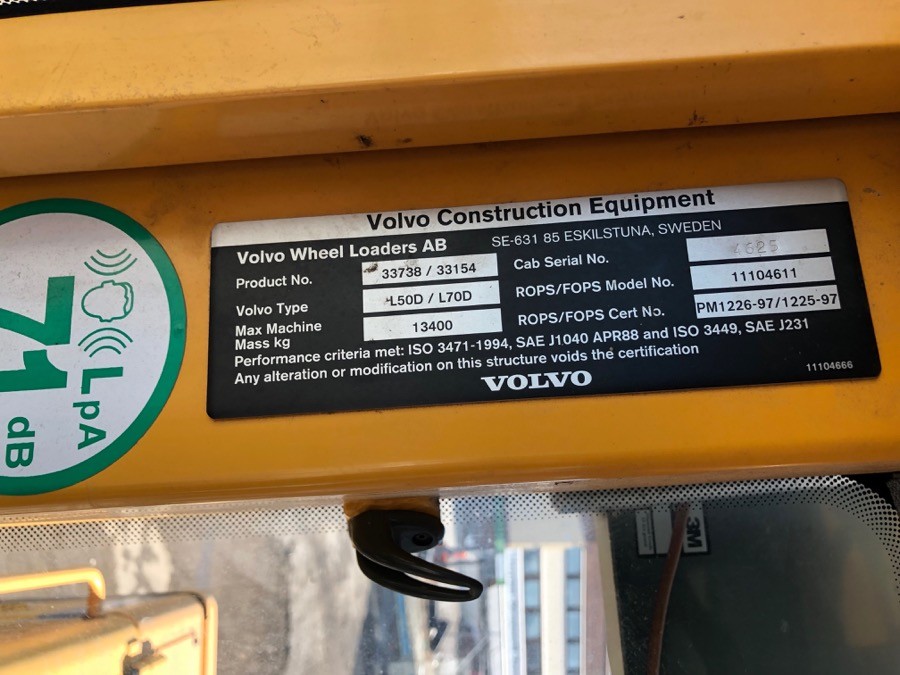 Volvo Construction Equipment
Volvo Wheel Loaders AB SE-631 85 ESKILSTUNA, SWEDEN
Product No. 33738 / 33154 Cab Serial No.
Volvo Type L50D / L70D ROPS/FOPS Model No. 11104611
Max Machine Mass kg 13400 ROPS/FOPS Cert No. PM1226-97/1225-97
Performance criteria met: ISO 3471-1994, SAE J1040 APR88 and ISO 3449, SAE J231
Any alteration or modification on this structure voids the certification
VOLVO
11104666
LpA
71
dB
3M